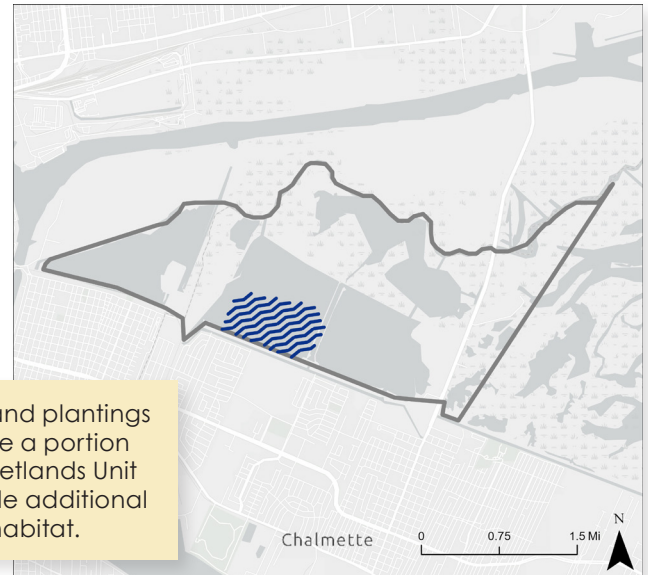 and plantings
e a portion
etlands Unit
le additional
habitat.
Chalmette
0 0.75 1.5 Mi
N